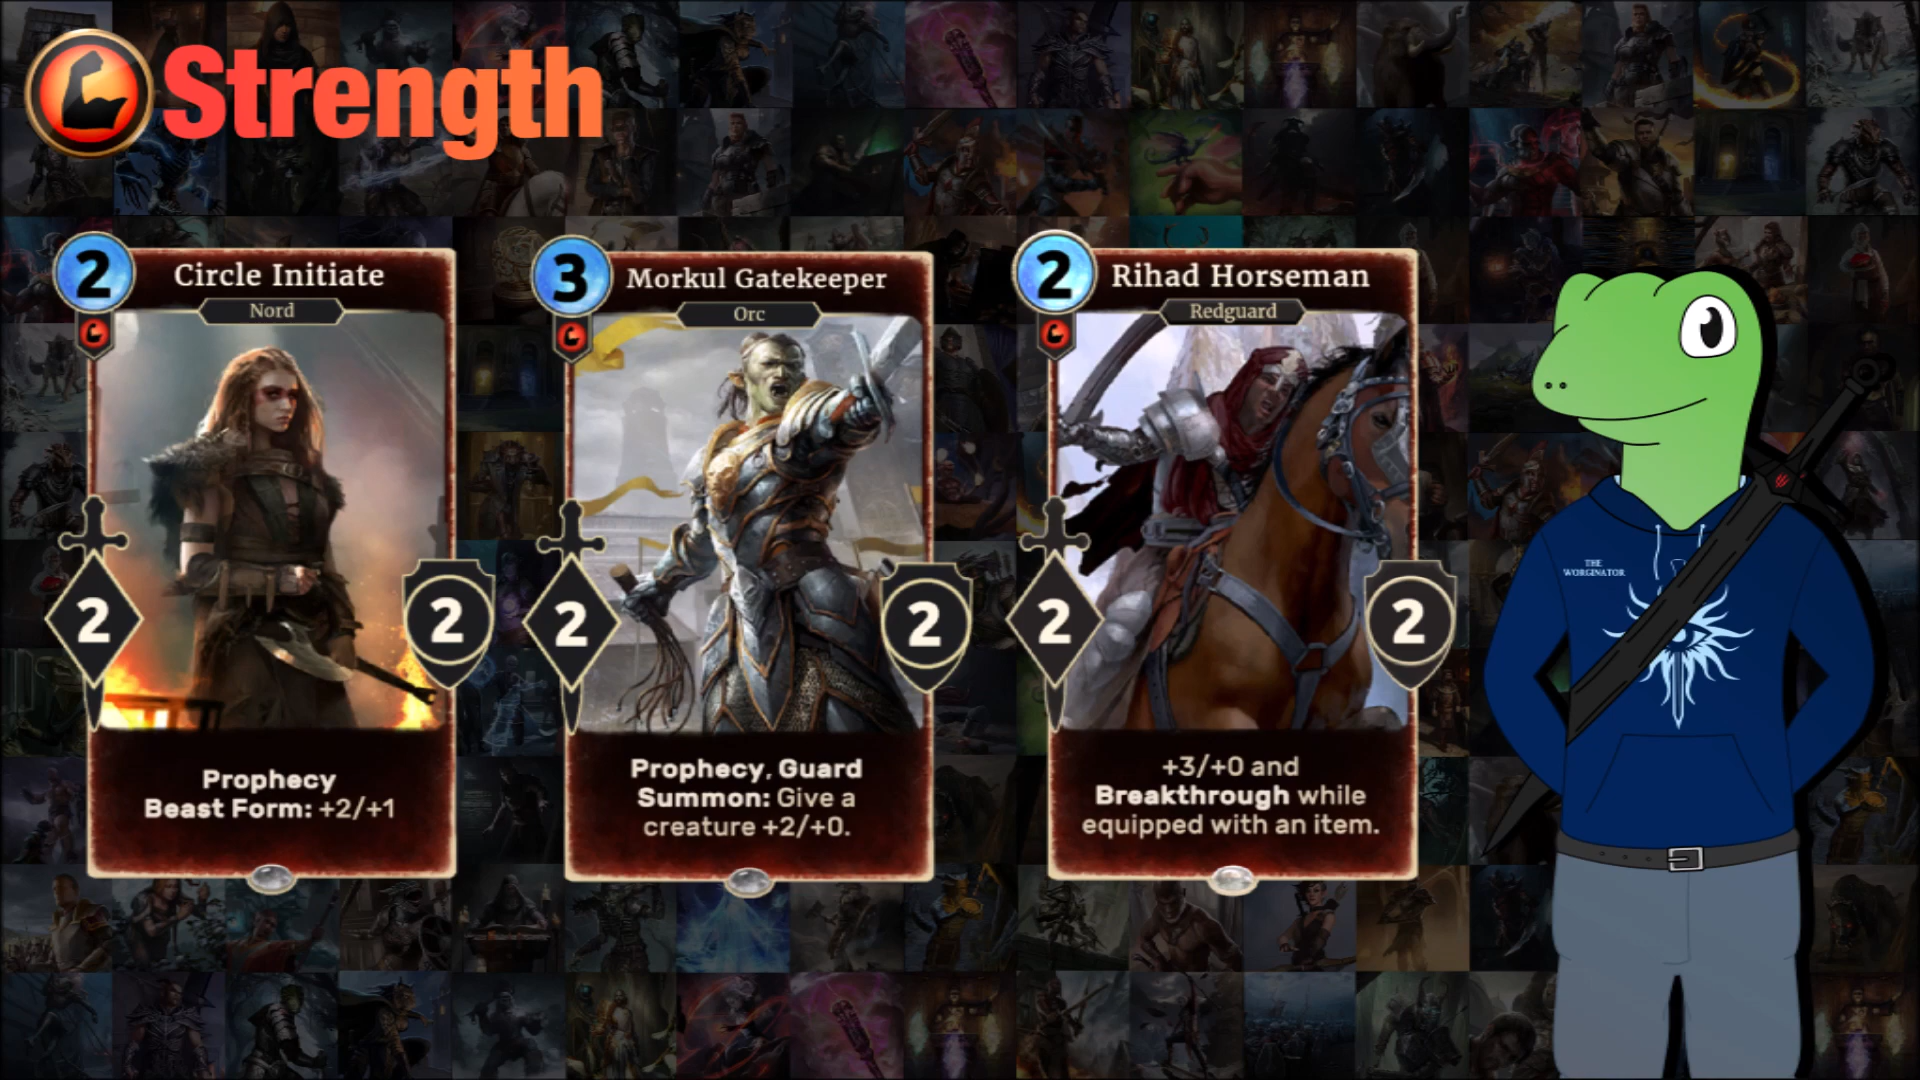 Strength
2
Circle Initiate
Nord
2
2
Prophecy
Beast Form: +2/+1
3
Morkul Gatekeeper
Orc
2
2
Prophecy, Guard
Summon: Give a
creature +2/+0.
2
Rihad Horseman
Redguard
2
2
+3/+0 and
Breakthrough while
equipped with an item.
THE
WORGINATOR